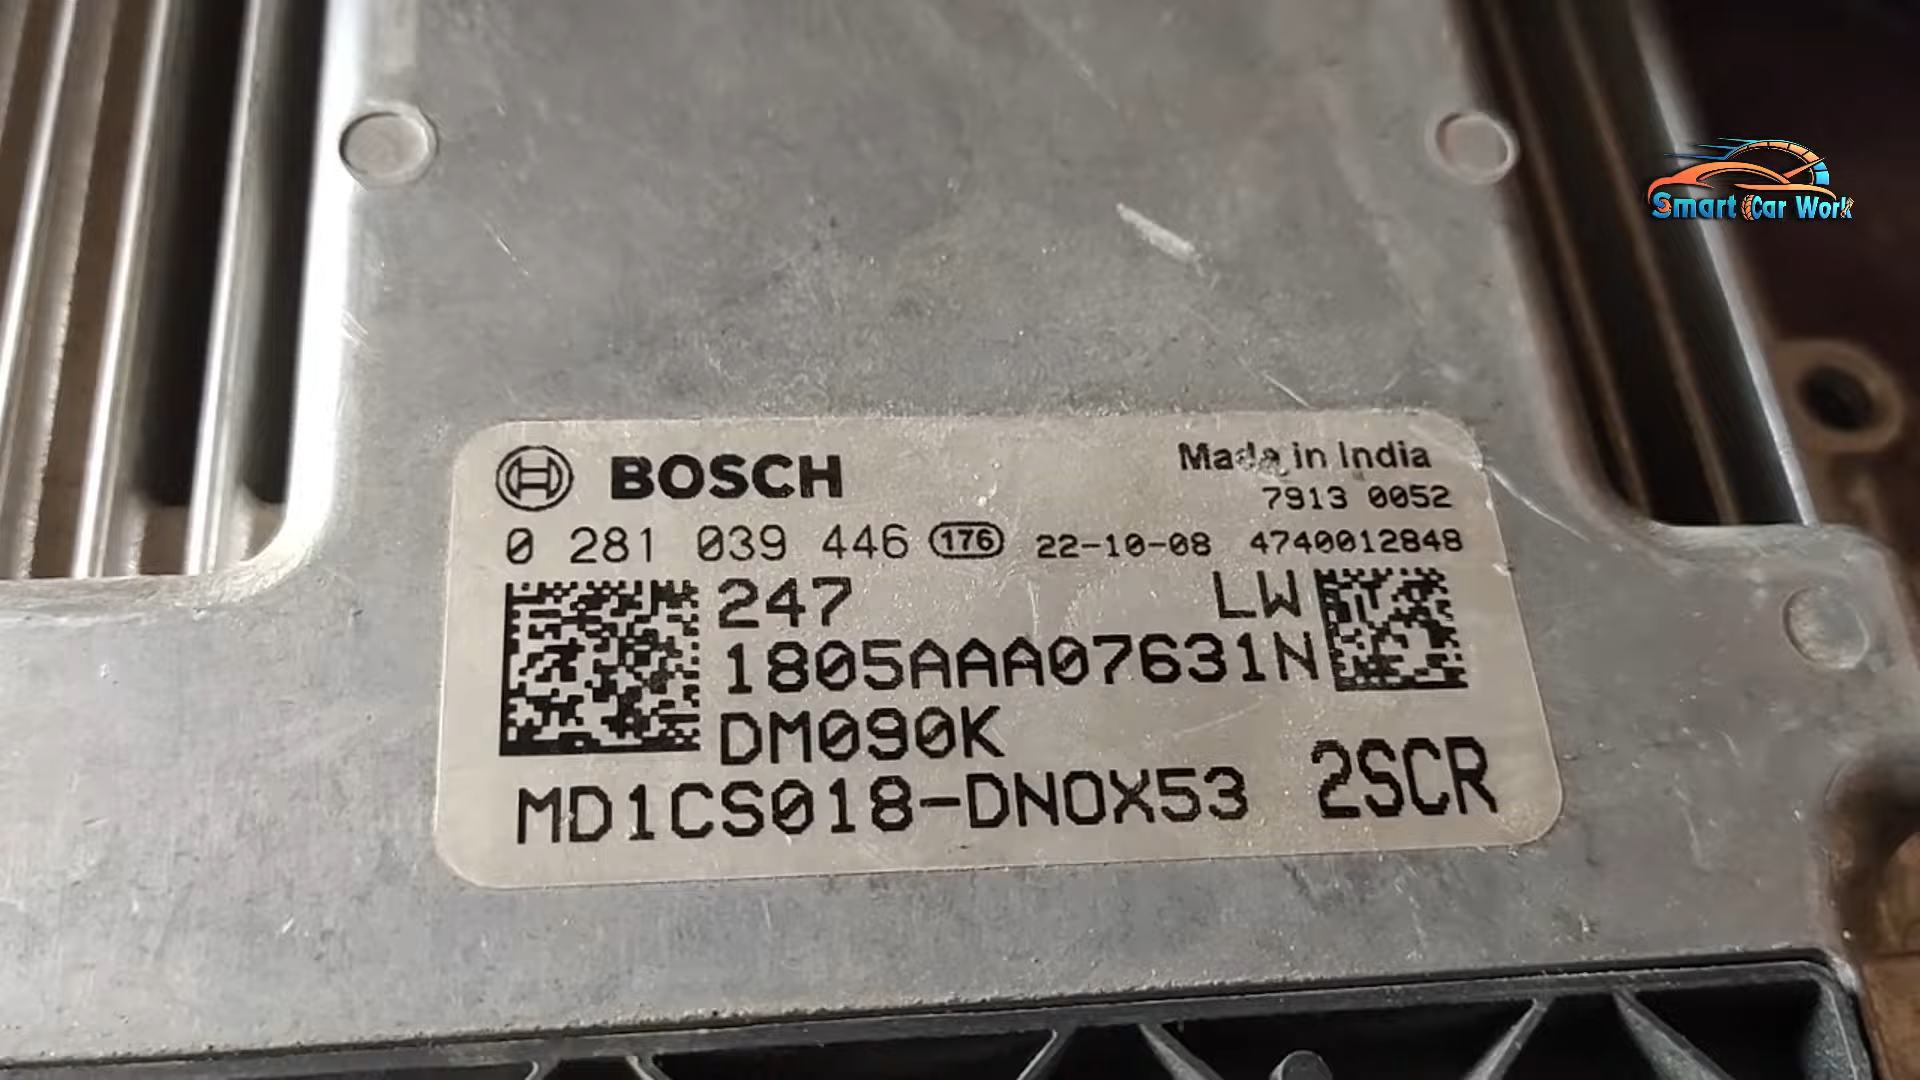 BOSCH
Made in India
7913 0052
0 281 039 446 176 22-10-08 4740012848
247 LW
1805AAA07631N
DM090K
MD1CS018-DNOX53 2SCR
Smart Car Work